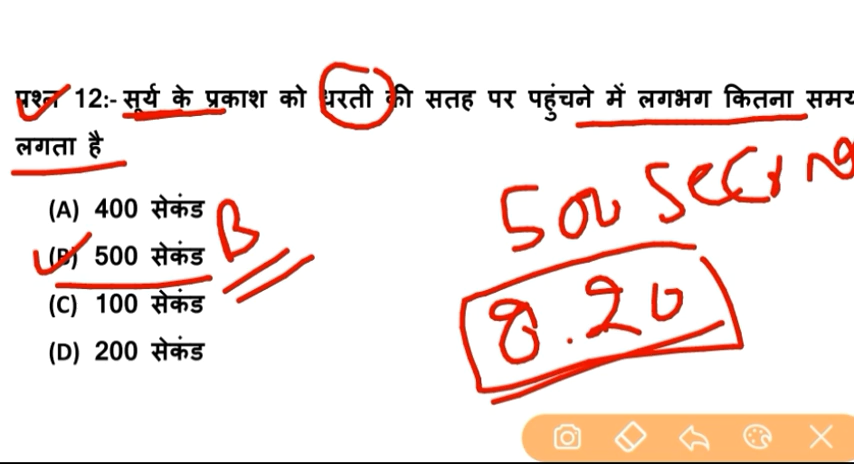 प्रश्न 12:- सूर्य के प्रकाश को धरती की सतह पर पहुंचने में लगभग कितना समय
लगता है
500 Second
(A) 400 सेकंड
B
(B) 500 सेकंड
8.20
(C) 100 सेकंड
(D) 200 सेकंड